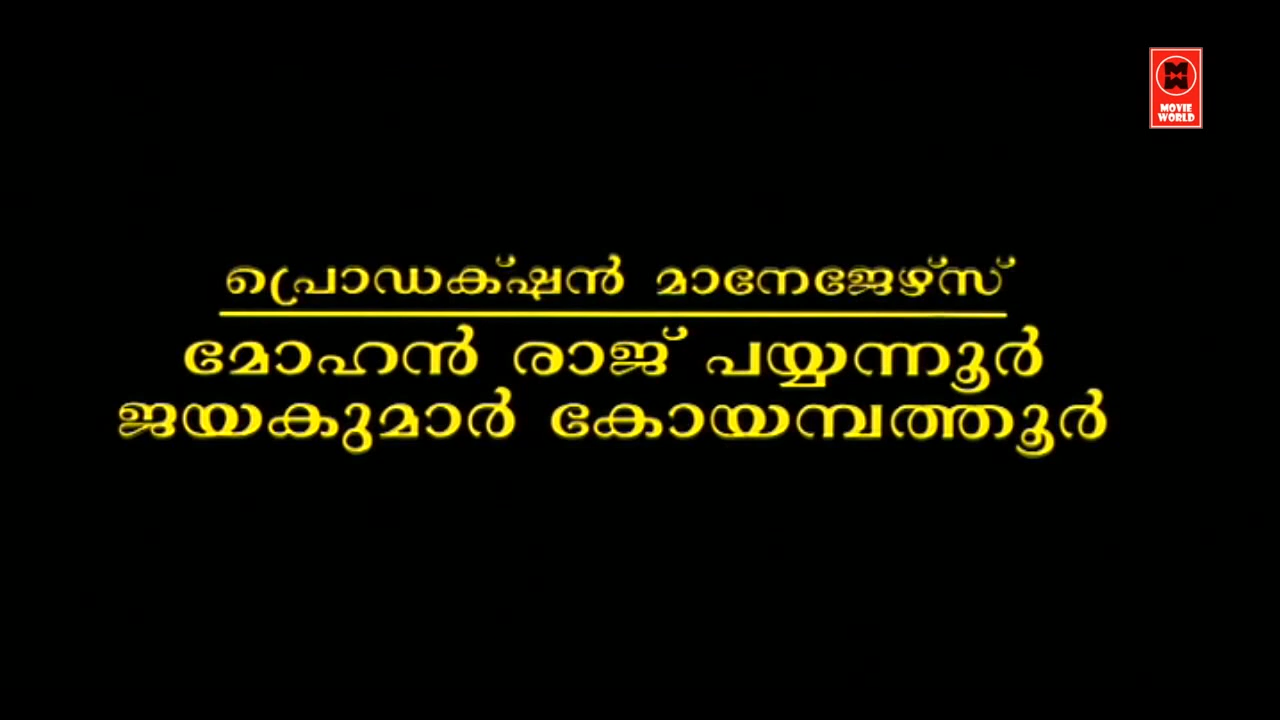 MOVIE
WORLD
പ്രൊഡക്ഷൻ മാനേജേഴ്സ്
മോഹൻ രാജ് പയ്യന്നൂർ
ജയകുമാർ കോയമ്പത്തൂർ